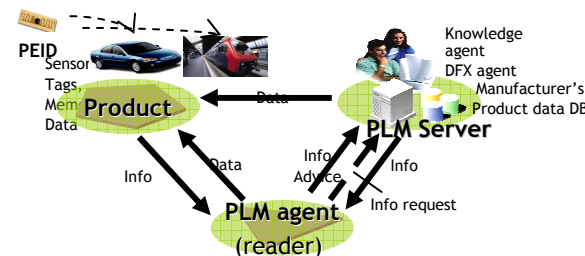 PEID
Sensor
Tags,
Mem
Data
Product
Data
Knowledge
agent
DFX agent
Manufacturer's
Product data DB
PLM Server
Info
Data
Info
Advice
Info
Info request
PLM agent
(reader)